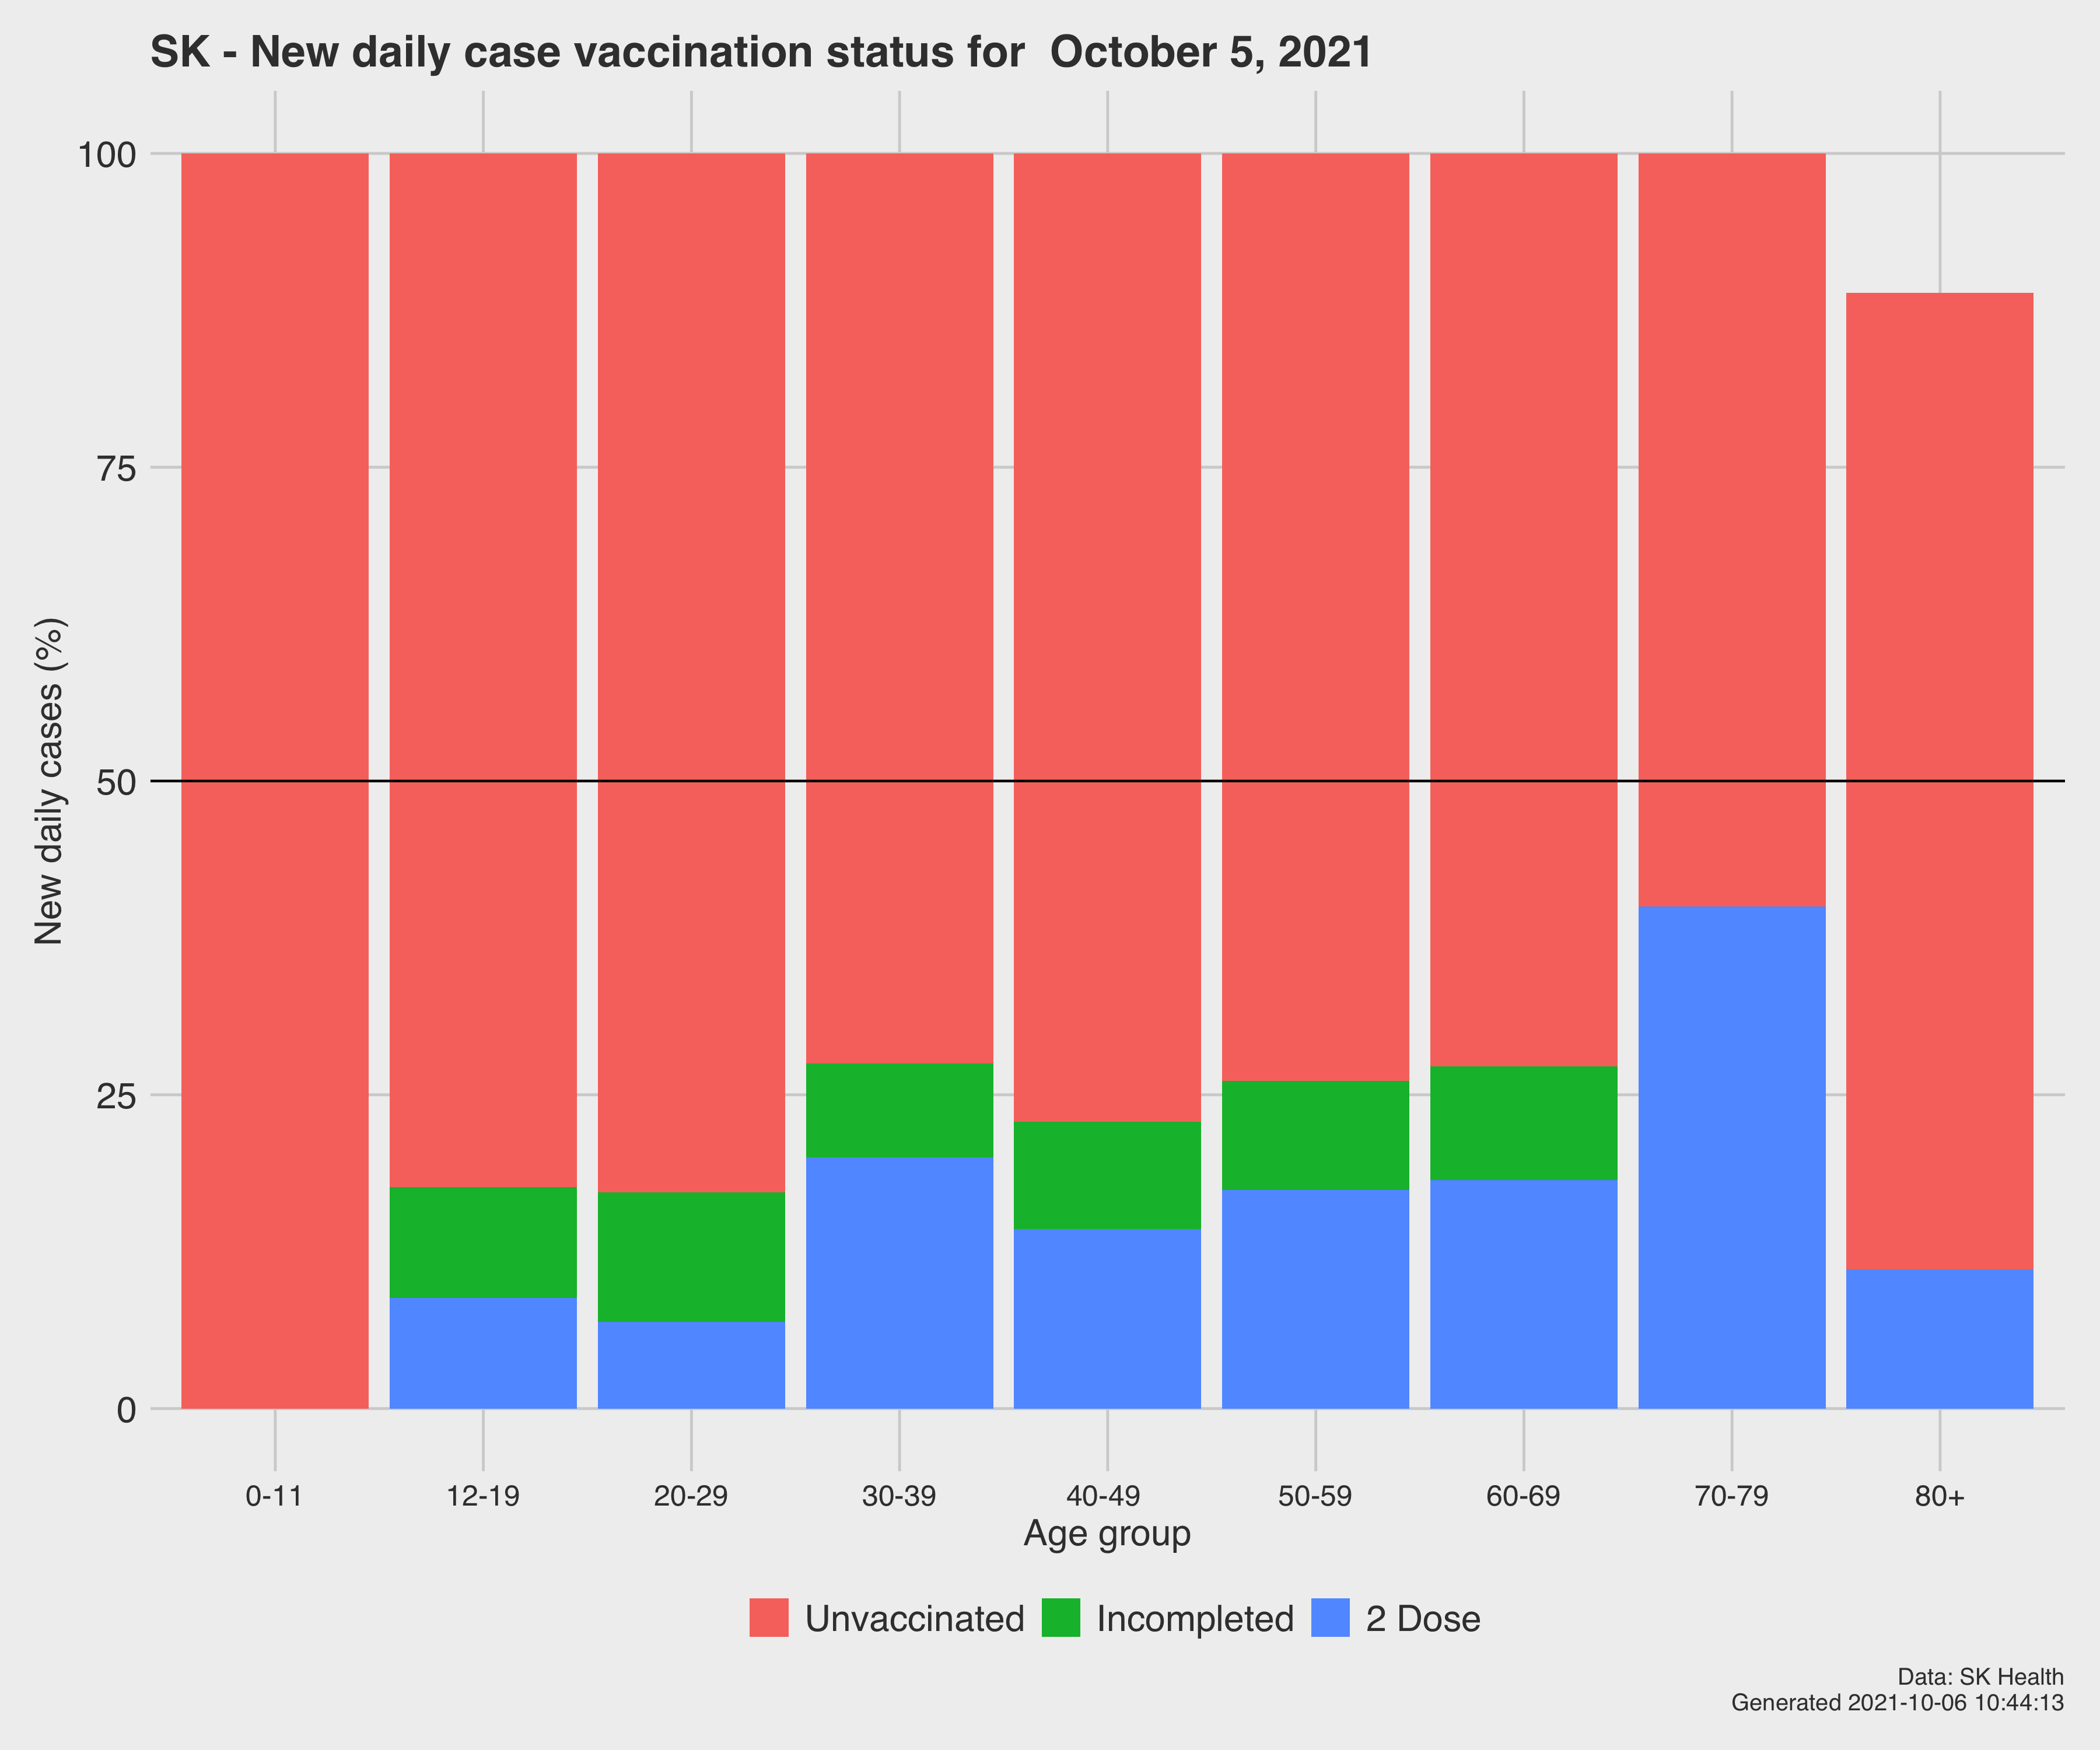 SK - New daily case vaccination status for  October 5, 2021
100
75
50
25
0
New daily cases (%)
0-11 12-19 20-29 30-39 40-49 50-59 60-69 70-79 80+
Age group
Unvaccinated Incompleted 2 Dose
Data: SK Health
Generated 2021-10-06 10:44:13